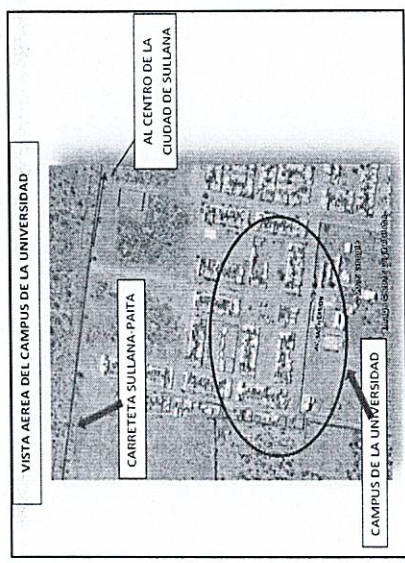 VISTA AEREA DEL CAMPUS DE LA UNIVERSIDAD
AL CENTRO DE LA
CIUDAD DE SULLANA
CARRETETA SULLANA-PAITA
CAMPUS DE LA UNIVERSIDAD